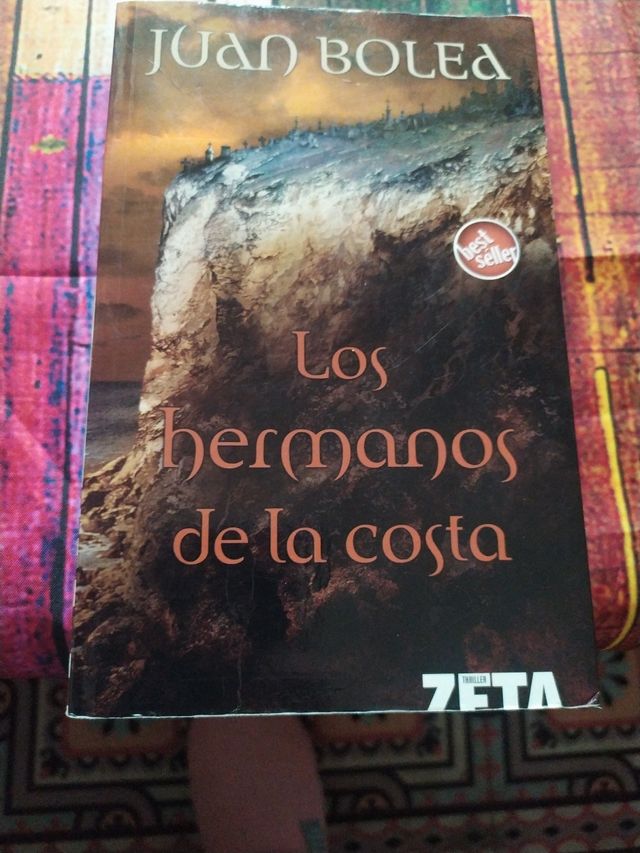 JUAN BOLEA
best
seller
Los
hermanos
de la costa
THRILLER
ZETA